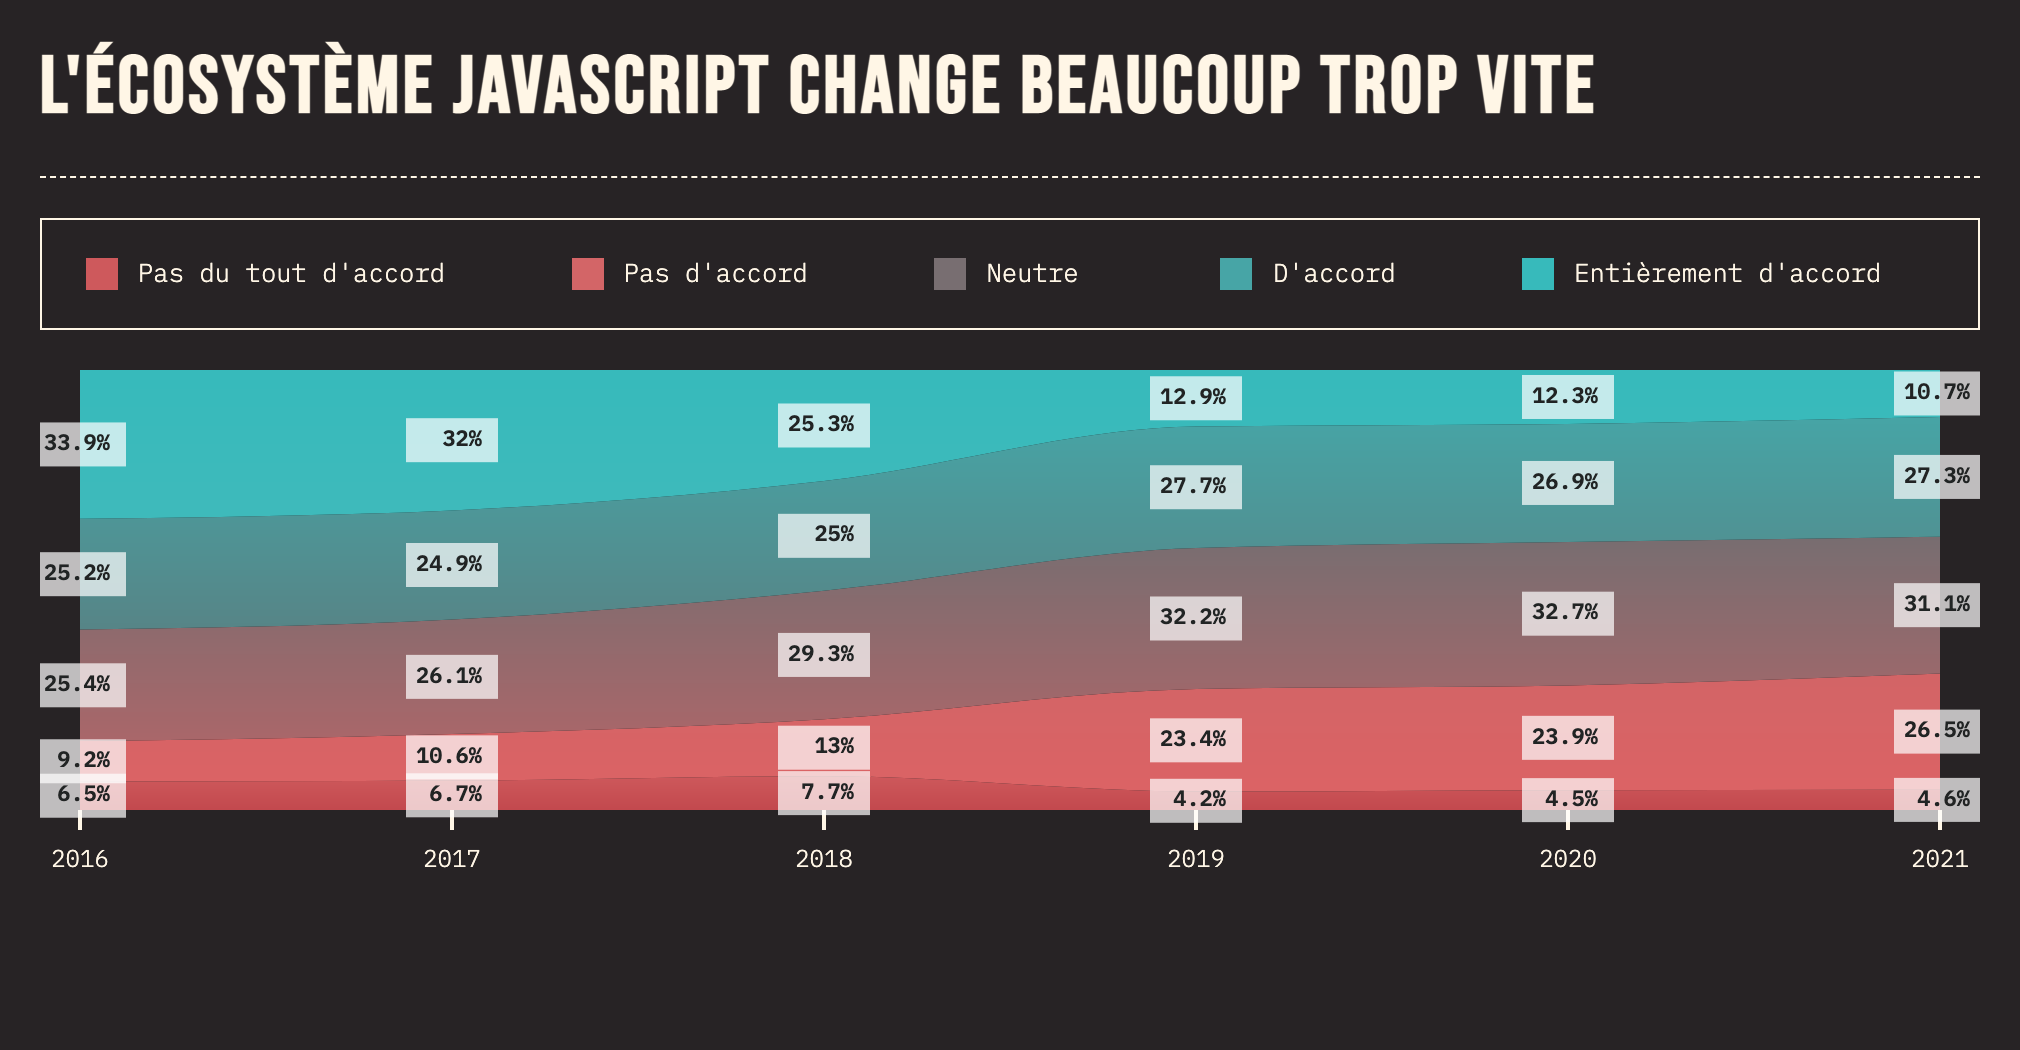 L'ÉCOSYSTÈME JAVASCRIPT CHANGE BEAUCOUP TROP VITE
Pas du tout d'accord Pas d'accord Neutre D'accord Entièrement d'accord
33.9% 32% 25.3% 12.9% 12.3% 10.7%
25.2% 24.9% 25% 27.7% 26.9% 27.3%
25.4% 26.1% 29.3% 32.2% 32.7% 31.1%
9.2% 10.6% 13% 23.4% 23.9% 26.5%
6.5% 6.7% 7.7% 4.2% 4.5% 4.6%
2016 2017 2018 2019 2020 2021